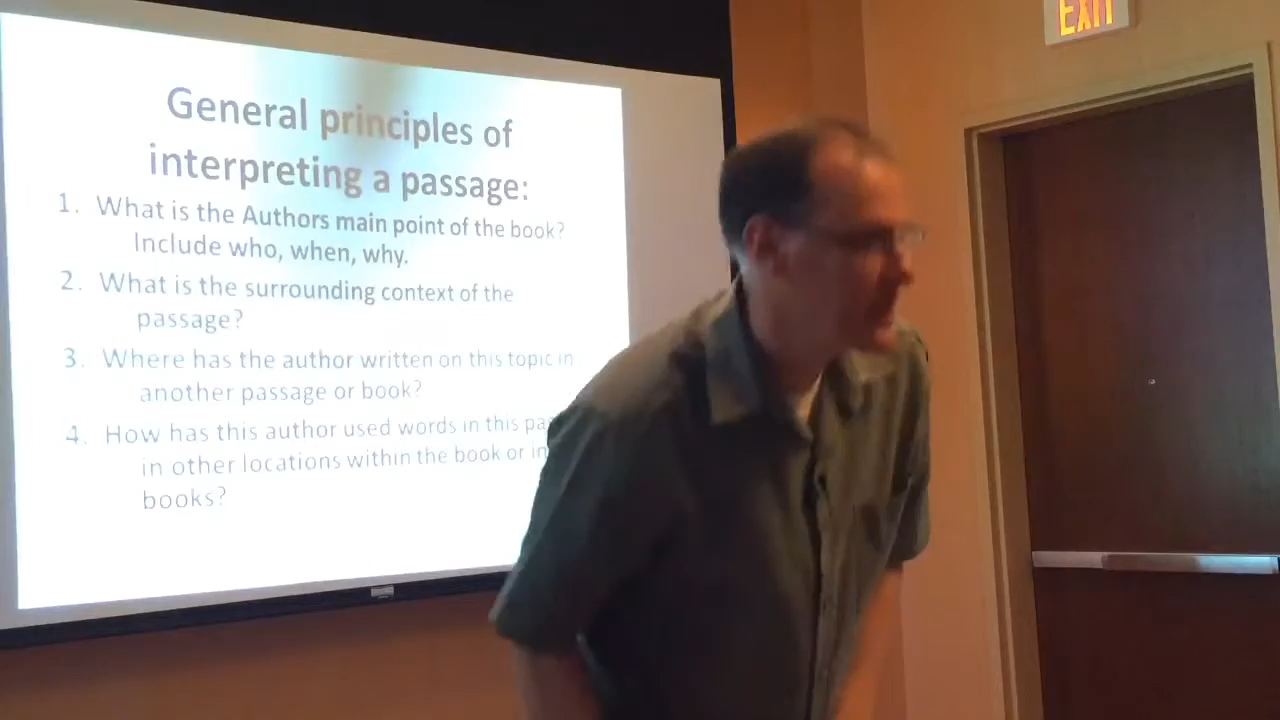 EXIT
General principles of
interpreting a passage:
1. What is the Authors main point of the book?
Include who, when, why.
2. What is the surrounding context of the
passage?
3. Where has the author written on this topic in
another passage or book?
4. How has this author used words in this
in other locations within the book or in
books?